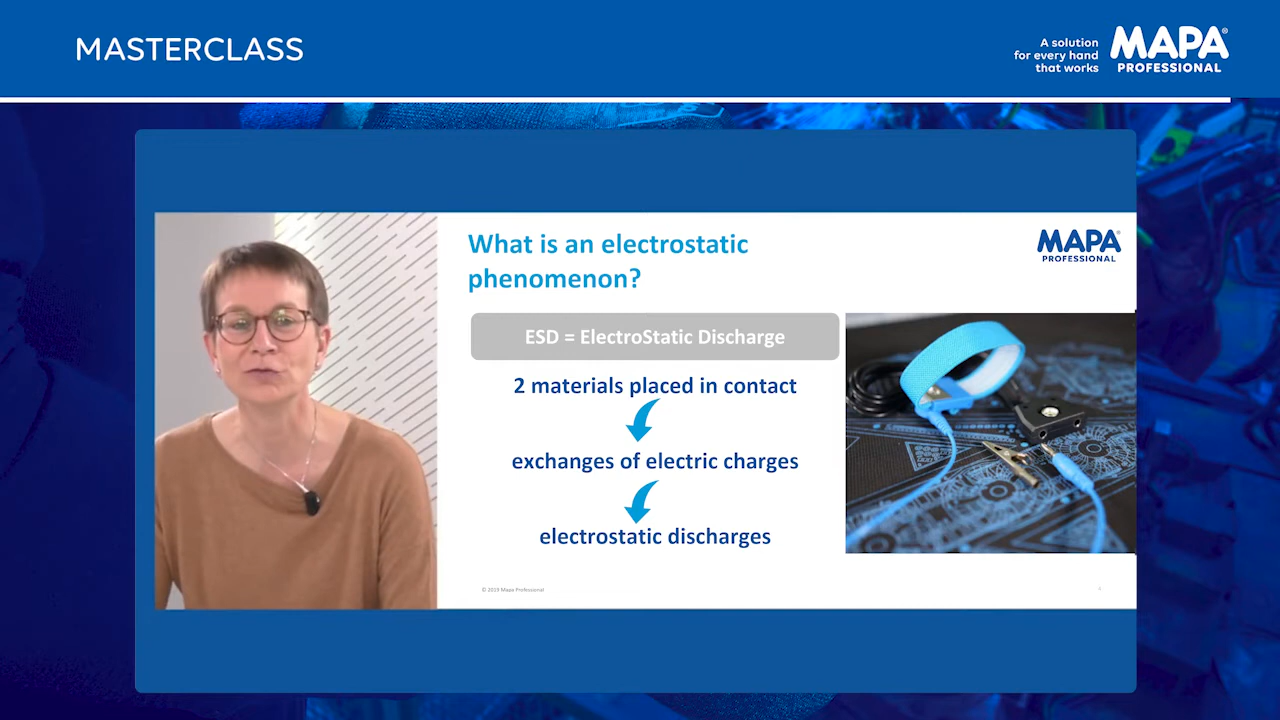 MASTERCLASS
A solution
for every hand
that works
MAPA®
PROFESSIONAL
What is an electrostatic
phenomenon?
MAPA®
PROFESSIONAL
ESD = ElectroStatic Discharge
2 materials placed in contact
exchanges of electric charges
electrostatic discharges
© 2019 Mapa Professional